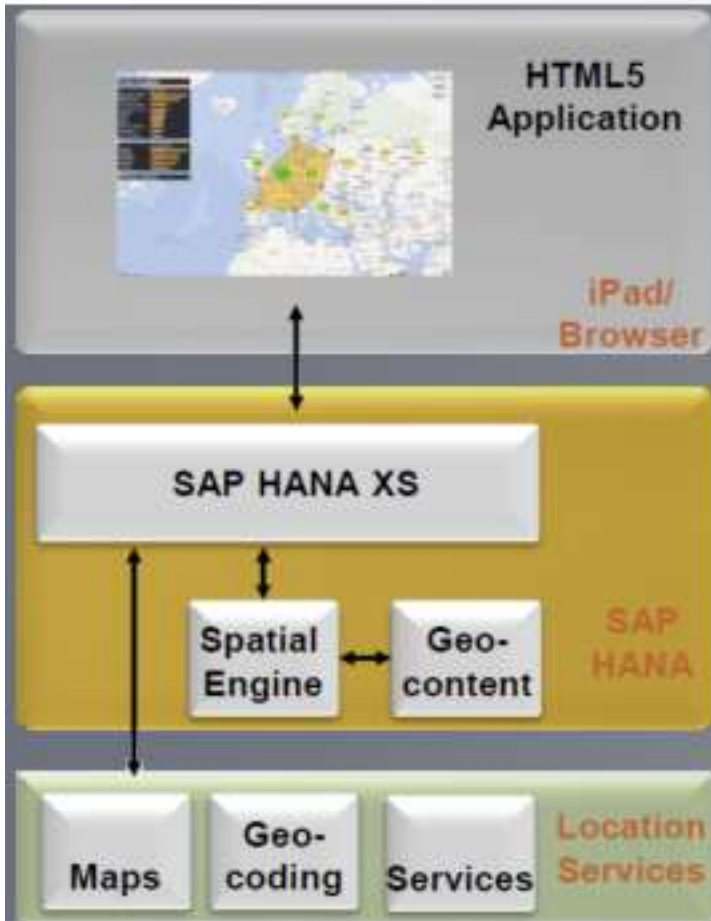 HTML5
Application
iPad/
Browser
SAP HANA XS
Spatial
Engine
Geo-
content
SAP
HANA
Maps
Geo-
coding
Services
Location
Services